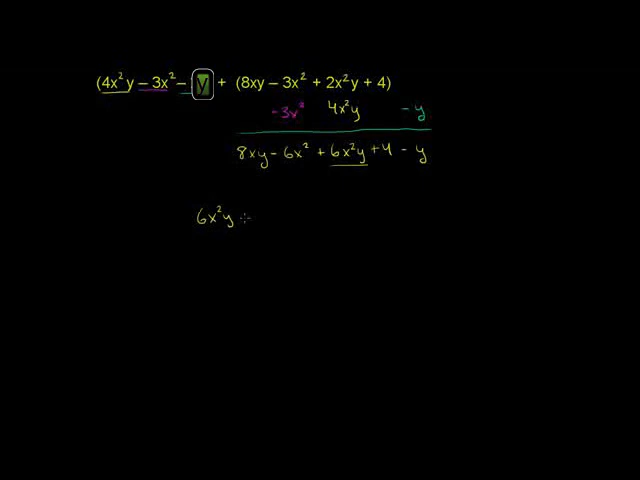 (4x²y – 3x² – y + (8xy – 3x² + 2x²y + 4)
-3x² 4x²y - y
8xy - 6x² + 6x²y + 4 - y
6x²y +